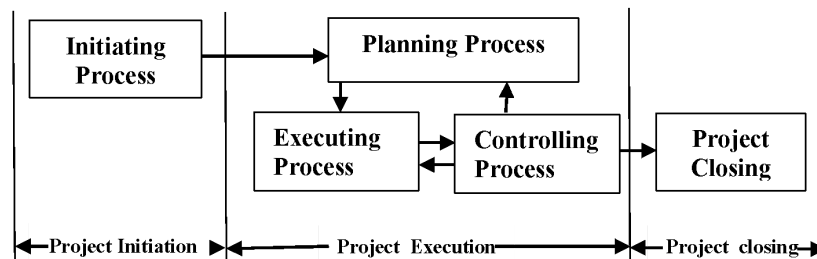 Initiating
Process
Planning Process
Executing
Process
Controlling
Process
Project
Closing
Project Initiation
Project Execution
Project closing